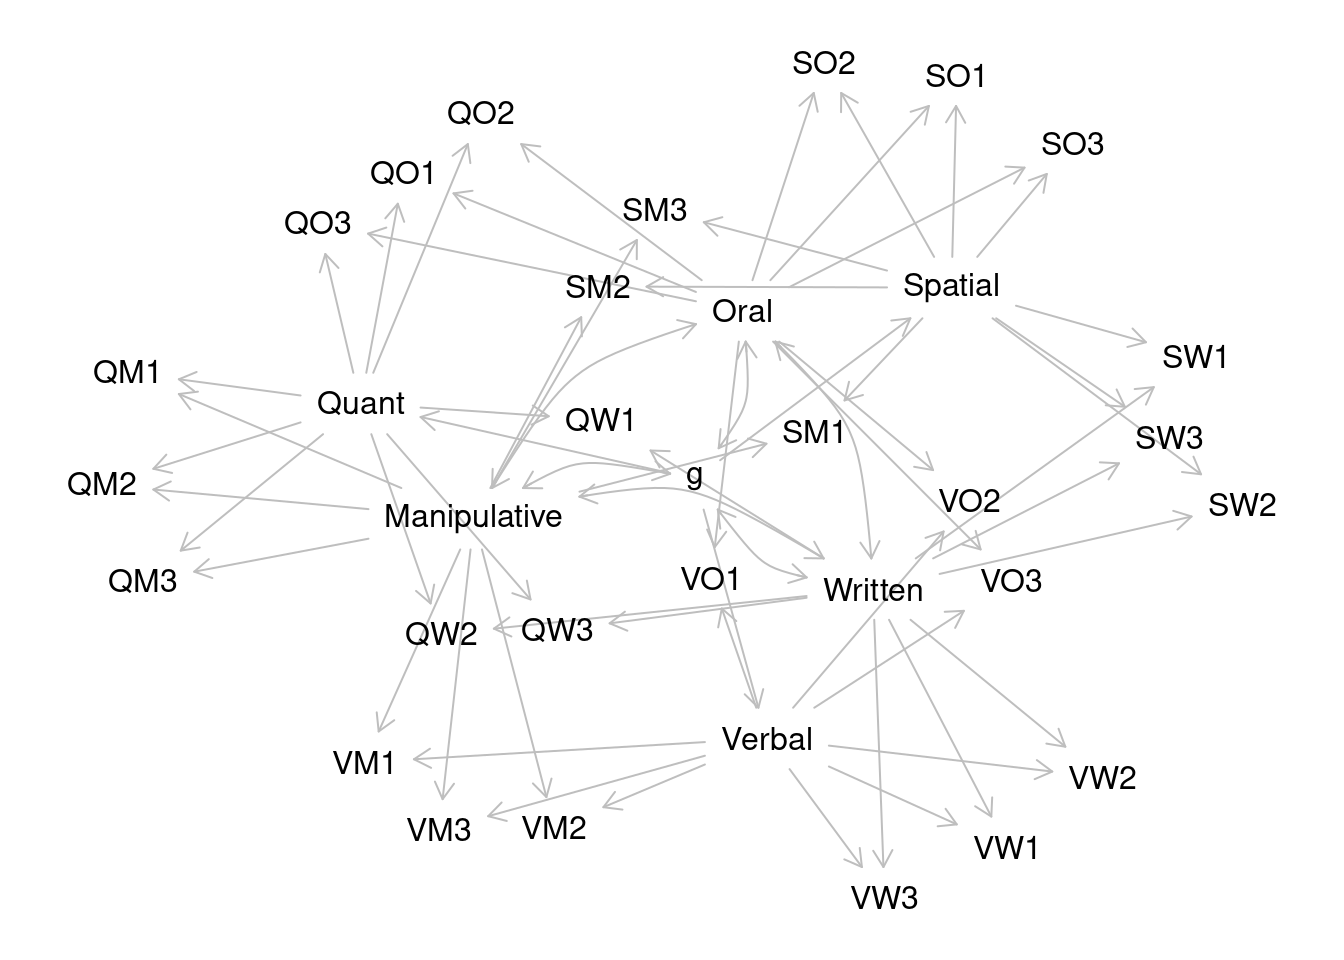 SO2
SO1
QO2
SO3
QO1
SM3
QO3
SM2
Spatial
Oral
SW1
QM1
Quant
QW1
SM1
SW3
g
QM2
VO2
SW2
Manipulative
VO1
VO3
QM3
Written
QW2
QW3
Verbal
VM1
VW2
VM3
VM2
VW1
VW3